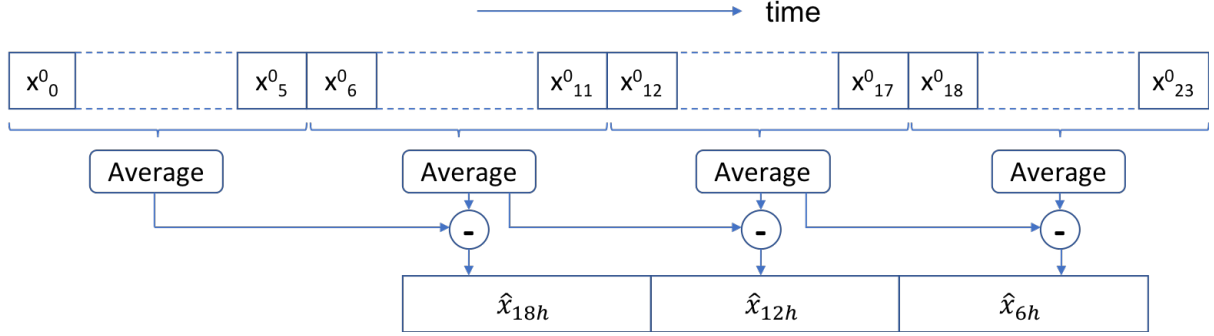 time
x⁰₀ x⁰₅ x⁰₆ x⁰₁₁ x⁰₁₂ x⁰₁₇ x⁰₁₈ x⁰₂₃
Average Average Average Average
- - -
x̂₁₈ₕ x̂₁₂ₕ x̂₆ₕ